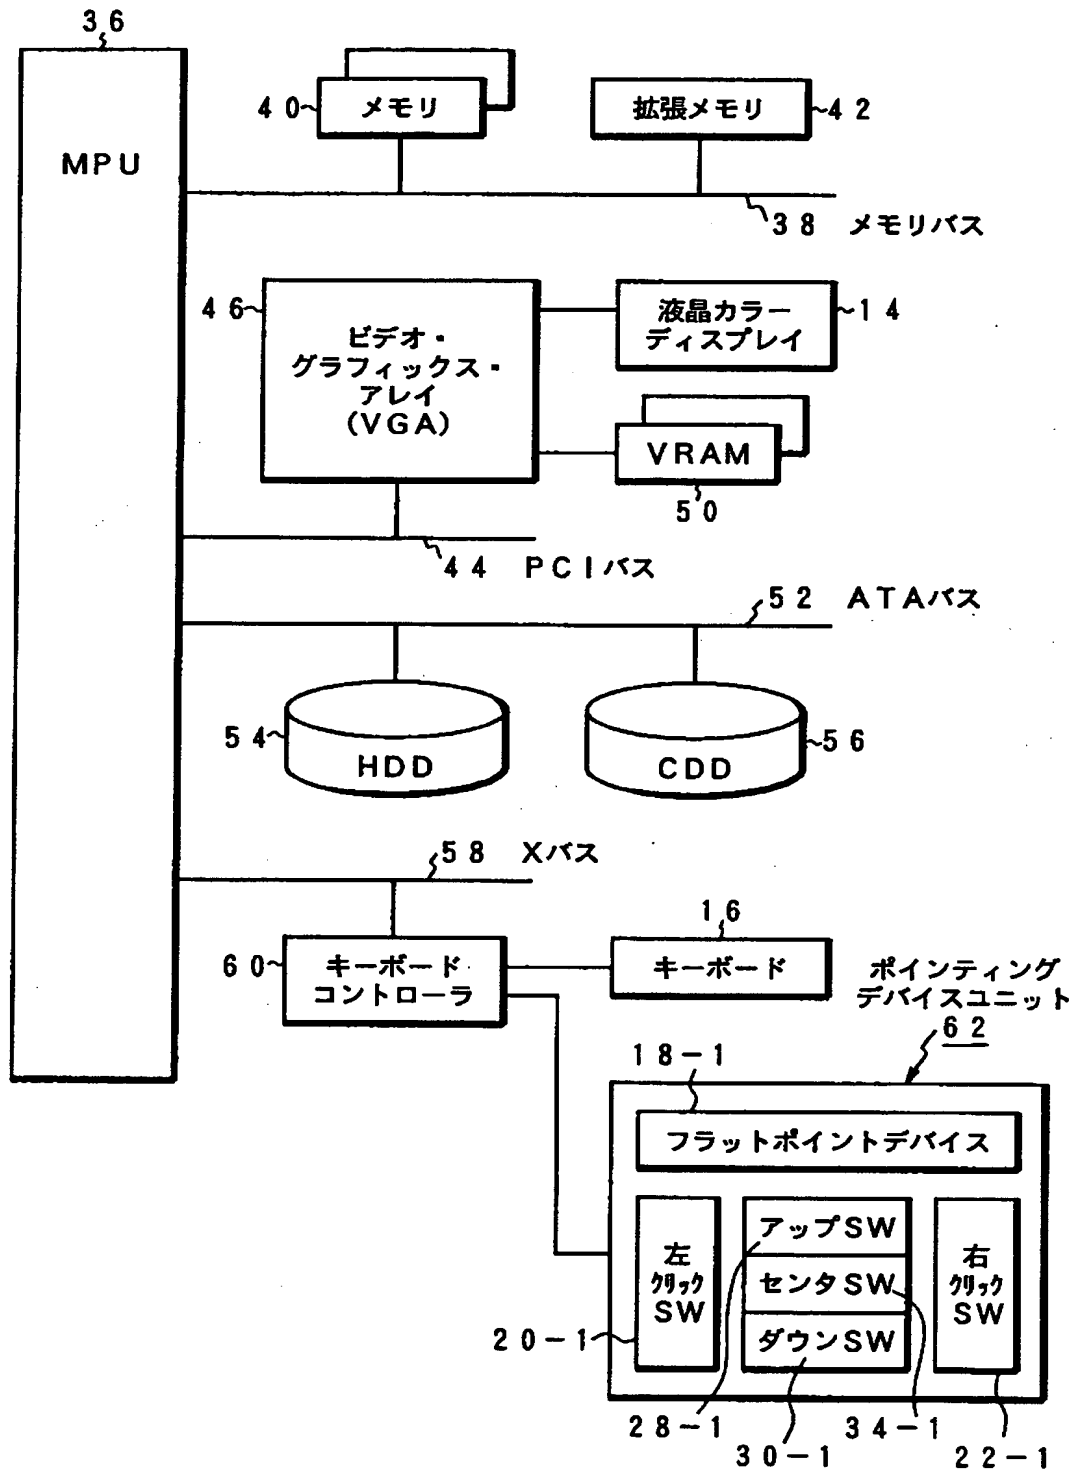 36
MPU
40
メモリ
拡張メモリ
42
38 メモリバス
46
ビデオ・
グラフィックス・
アレイ
(VGA)
液晶カラー
ディスプレイ
14
VRAM
50
44 PCIバス
52 ATAバス
54
HDD
CDD
56
58 Xバス
60
キーボード
コントローラ
16
キーボード
ポインティング
デバイスユニット
62
18-1
フラットポイントデバイス
左
クリック
SW
アップSW
センタSW
ダウンSW
右
クリック
SW
20-1
28-1
30-1
34-1
22-1